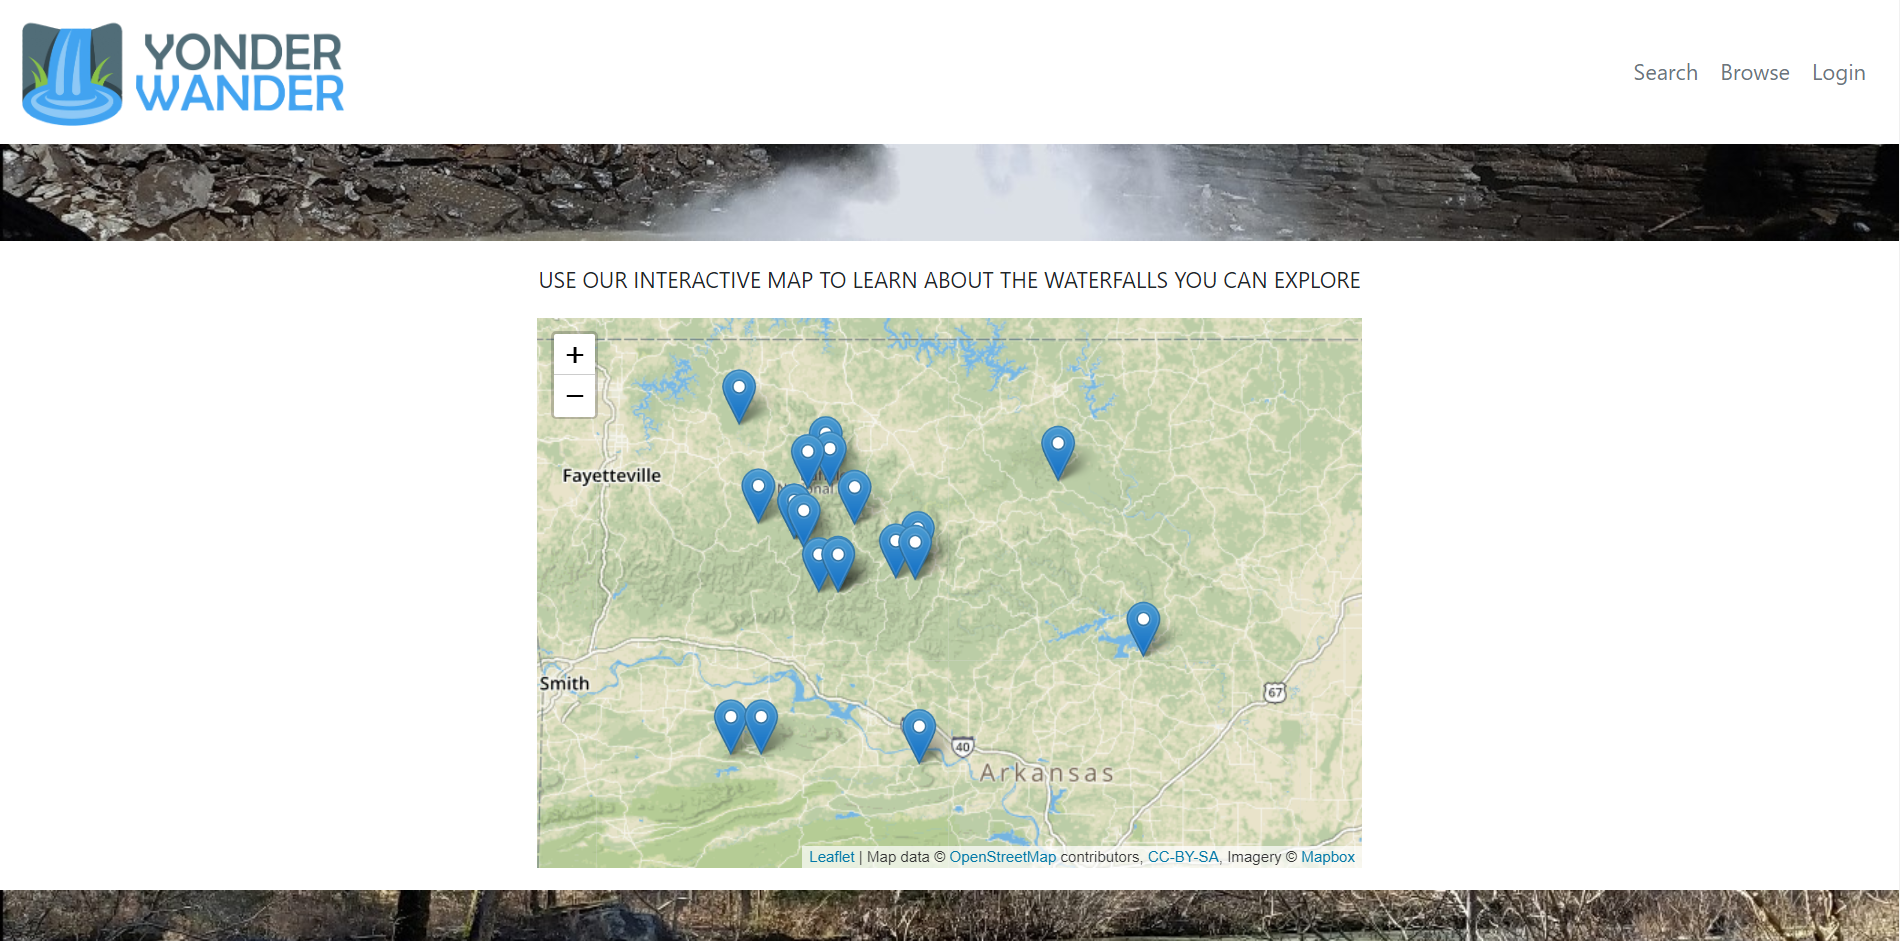 YONDER
WANDER
Search Browse Login
USE OUR INTERACTIVE MAP TO LEARN ABOUT THE WATERFALLS YOU CAN EXPLORE
+
−
Fayetteville
Smith
67
40
Arkansas
Leaflet | Map data © OpenStreetMap contributors, CC-BY-SA, Imagery © Mapbox